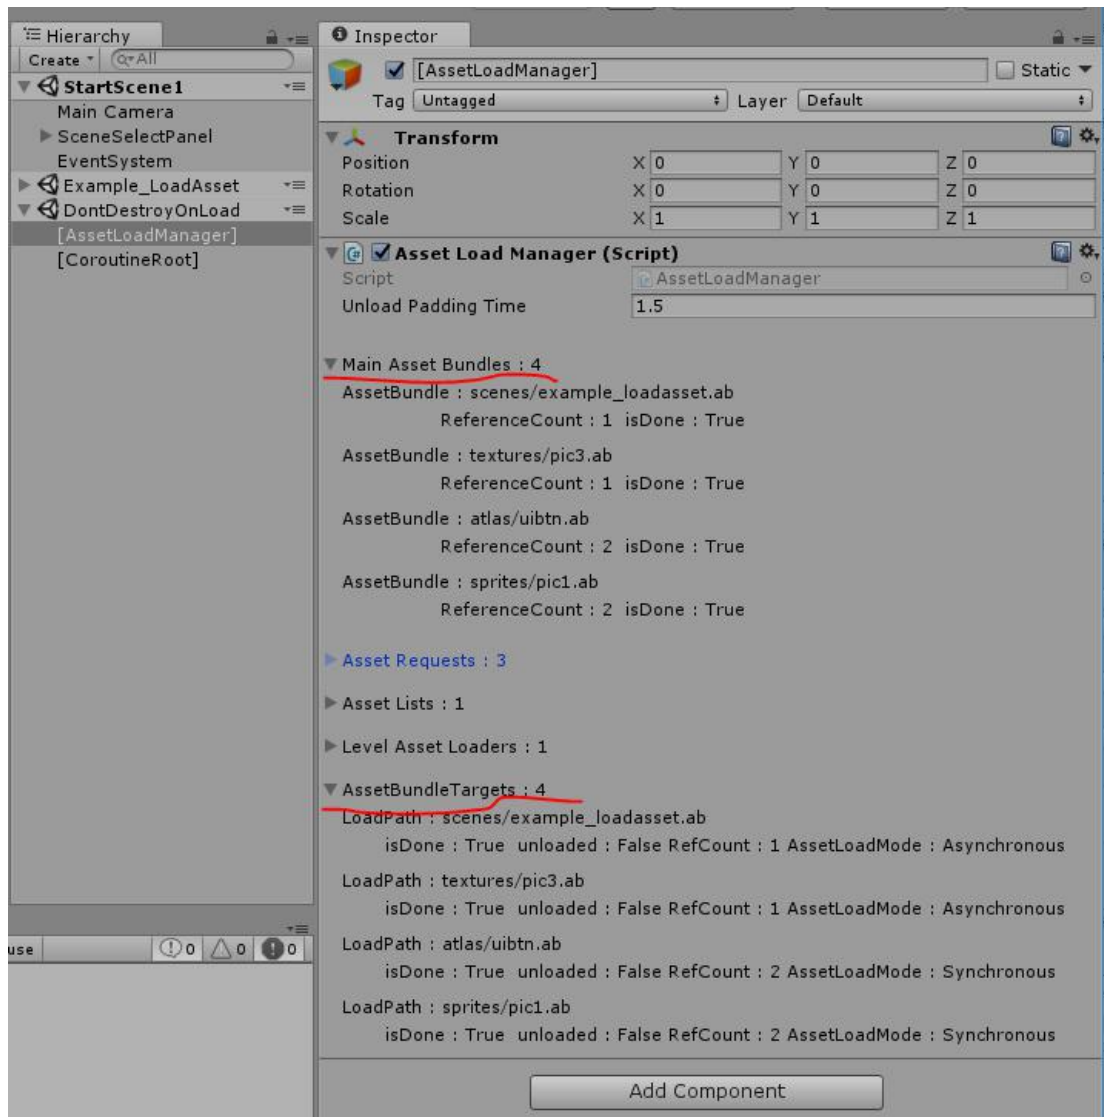 Hierarchy
Create
All
StartScene1
Main Camera
SceneSelectPanel
EventSystem
Example_LoadAsset
DontDestroyOnLoad
[AssetLoadManager]
[CoroutineRoot]
use
0
0
0
Inspector
[AssetLoadManager]
Static
Tag Untagged Layer Default
Transform
Position X 0 Y 0 Z 0
Rotation X 0 Y 0 Z 0
Scale X 1 Y 1 Z 1
Asset Load Manager (Script)
Script AssetLoadManager
Unload Padding Time 1.5
Main Asset Bundles : 4
AssetBundle : scenes/example_loadasset.ab
ReferenceCount : 1 isDone : True
AssetBundle : textures/pic3.ab
ReferenceCount : 1 isDone : True
AssetBundle : atlas/uibtn.ab
ReferenceCount : 2 isDone : True
AssetBundle : sprites/pic1.ab
ReferenceCount : 2 isDone : True
Asset Requests : 3
Asset Lists : 1
Level Asset Loaders : 1
AssetBundleTargets : 4
LoadPath : scenes/example_loadasset.ab
isDone : True unloaded : False RefCount : 1 AssetLoadMode : Asynchronous
LoadPath : textures/pic3.ab
isDone : True unloaded : False RefCount : 1 AssetLoadMode : Asynchronous
LoadPath : atlas/uibtn.ab
isDone : True unloaded : False RefCount : 2 AssetLoadMode : Synchronous
LoadPath : sprites/pic1.ab
isDone : True unloaded : False RefCount : 2 AssetLoadMode : Synchronous
Add Component